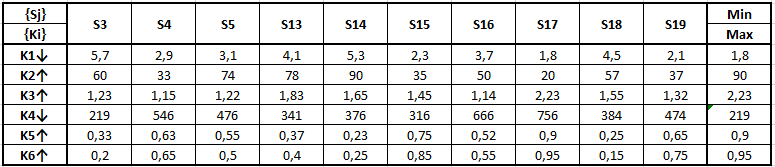 {Sj} S3 S4 S5 S13 S14 S15 S16 S17 S18 S19 Min
{Ki} Max
K1↓ 5,7 2,9 3,1 4,1 5,3 2,3 3,7 1,8 4,5 2,1 1,8
K2↑ 60 33 74 78 90 35 50 20 57 37 90
K3↑ 1,23 1,15 1,22 1,83 1,65 1,45 1,14 2,23 1,55 1,32 2,23
K4↓ 219 546 476 341 376 316 666 756 384 474 219
K5↑ 0,33 0,63 0,55 0,37 0,23 0,75 0,52 0,9 0,25 0,65 0,9
K6↑ 0,2 0,65 0,5 0,4 0,25 0,85 0,55 0,95 0,15 0,75 0,95